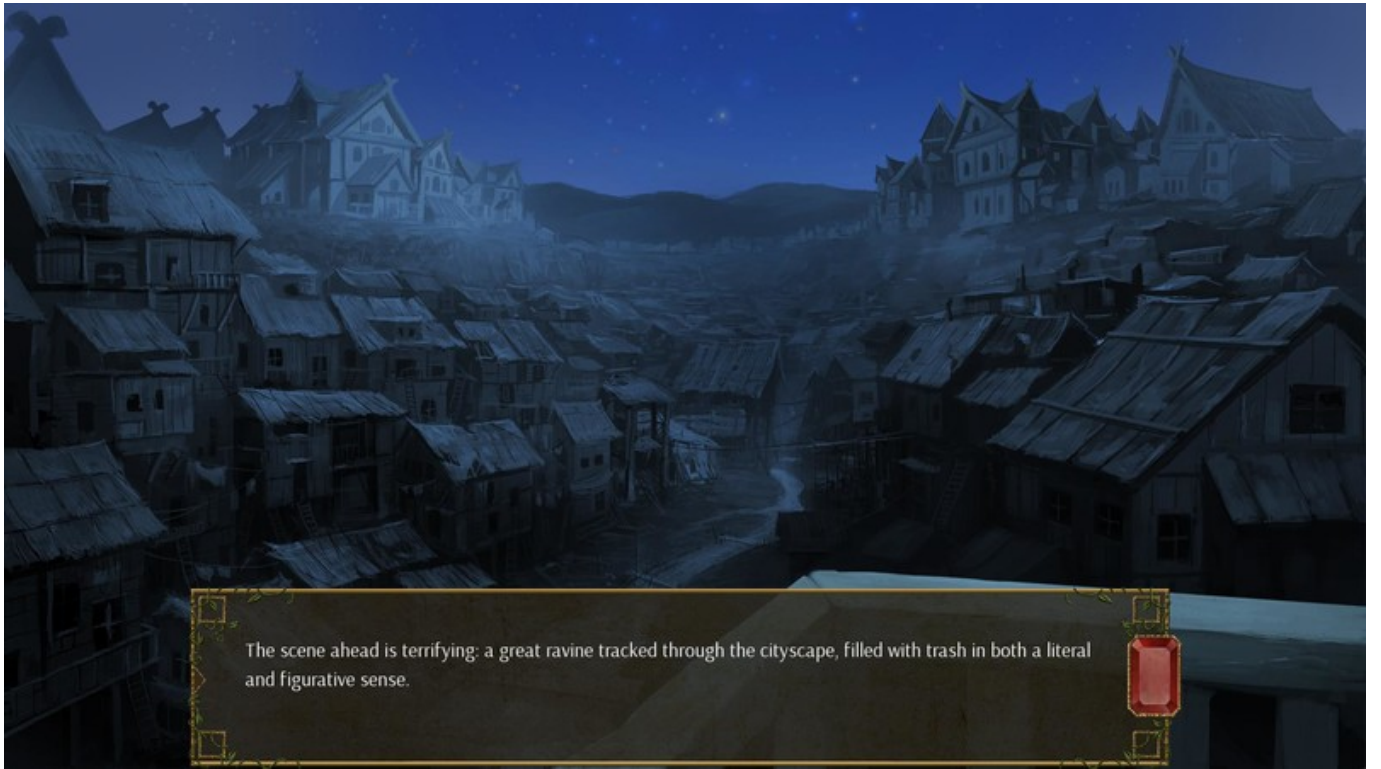 The scene ahead is terrifying: a great ravine tracked through the cityscape, filled with trash in both a literal
and figurative sense.